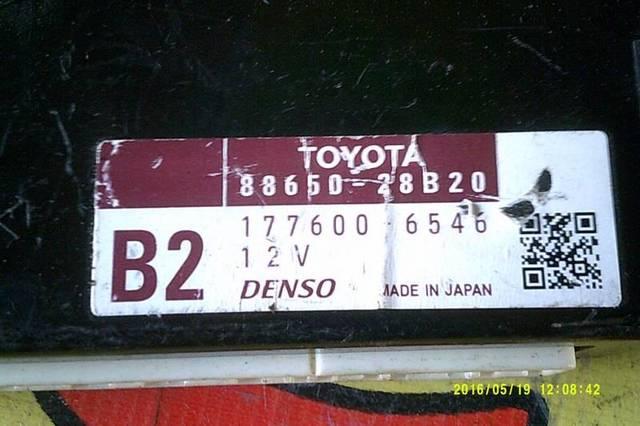 TOYOTA
88650-28B20
177600-6546
12V
B2
DENSO MADE IN JAPAN
2016/05/19 12:08:42